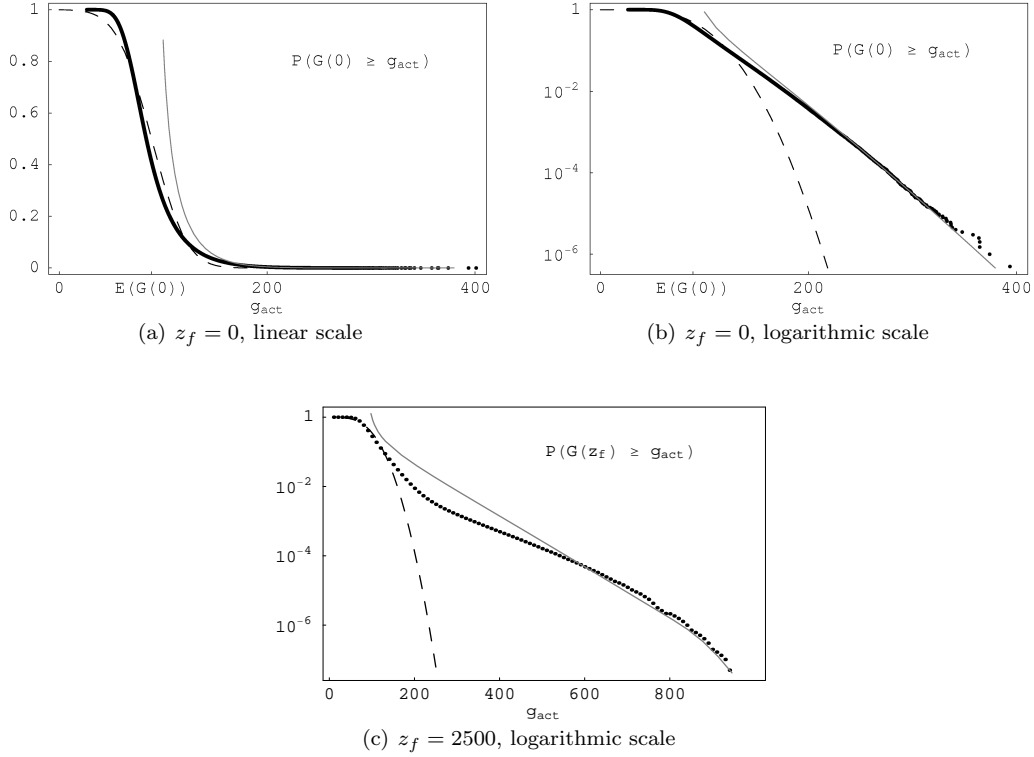 1
0.8
0.6
0.4
0.2
0
P(G(0) ≥ g_act)
0 E(G(0)) 200 400
g_act
(a) z_f = 0, linear scale
1
10^-2
10^-4
10^-6
P(G(0) ≥ g_act)
0 E(G(0)) 200 400
g_act
(b) z_f = 0, logarithmic scale
1
10^-2
10^-4
10^-6
P(G(z_f) ≥ g_act)
0 200 400 600 800
g_act
(c) z_f = 2500, logarithmic scale